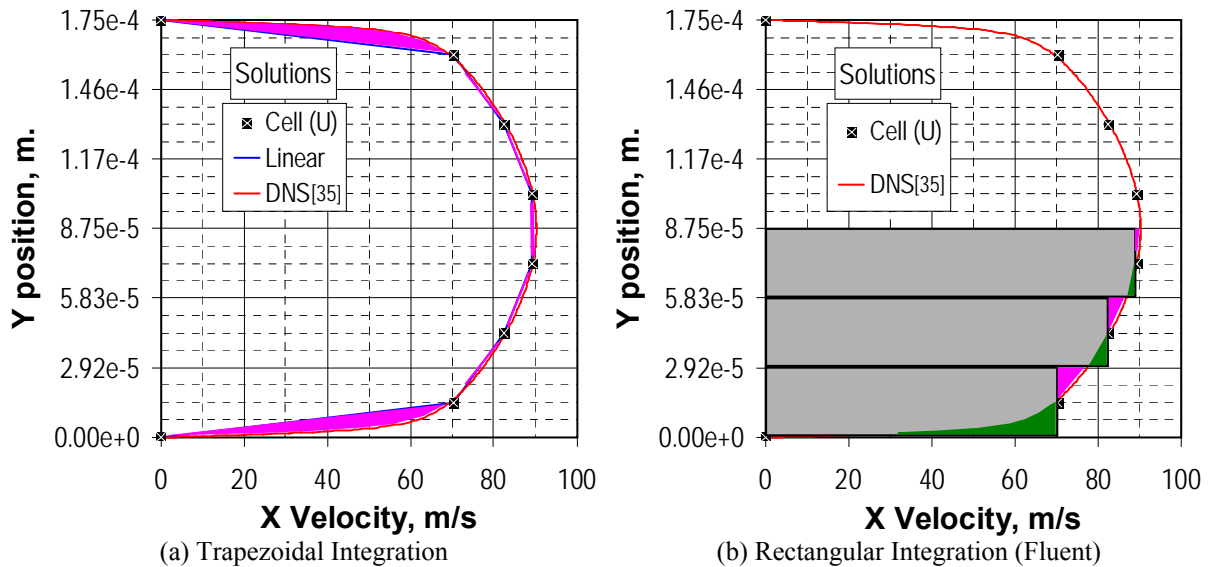 1.75e-4
1.46e-4
1.17e-4
8.75e-5
5.83e-5
2.92e-5
0.00e+0
Y position, m.
Solutions
Cell (U)
Linear
DNS[35]
0 20 40 60 80 100
X Velocity, m/s
(a) Trapezoidal Integration
1.75e-4
1.46e-4
1.17e-4
8.75e-5
5.83e-5
2.92e-5
0.00e+0
Y position, m.
Solutions
Cell (U)
DNS[35]
0 20 40 60 80 100
X Velocity, m/s
(b) Rectangular Integration (Fluent)